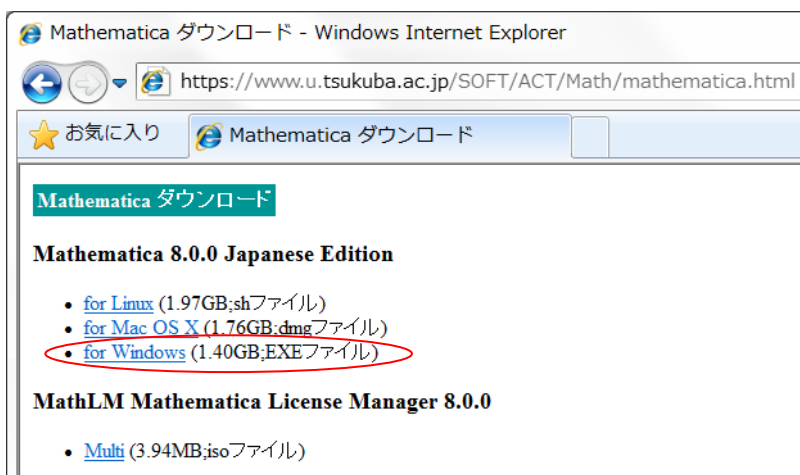 Mathematica ダウンロード - Windows Internet Explorer
https://www.u.tsukuba.ac.jp/SOFT/ACT/Math/mathematica.html
お気に入り
Mathematica ダウンロード
Mathematica ダウンロード
Mathematica 8.0.0 Japanese Edition
for Linux (1.97GB;shファイル)
for Mac OS X (1.76GB;dmgファイル)
for Windows (1.40GB;EXEファイル)
MathLM Mathematica License Manager 8.0.0
Multi (3.94MB;isoファイル)